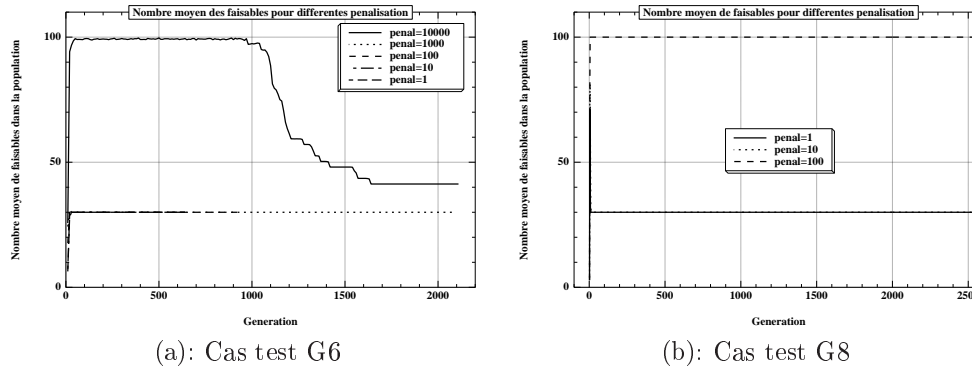 Nombre moyen des faisables pour differentes penalisation
Nombre moyen de faisables dans la population
100
50
0
penal=10000
penal=1000
penal=100
penal=10
penal=1
0 500 1000 1500 2000
Generation
(a): Cas test G6
Nombre moyen des faisables pour differentes penalisation
Nombre moyen de faisables dans la population
100
50
0
penal=1
penal=10
penal=100
0 500 1000 1500 2000 2500
Generation
(b): Cas test G8